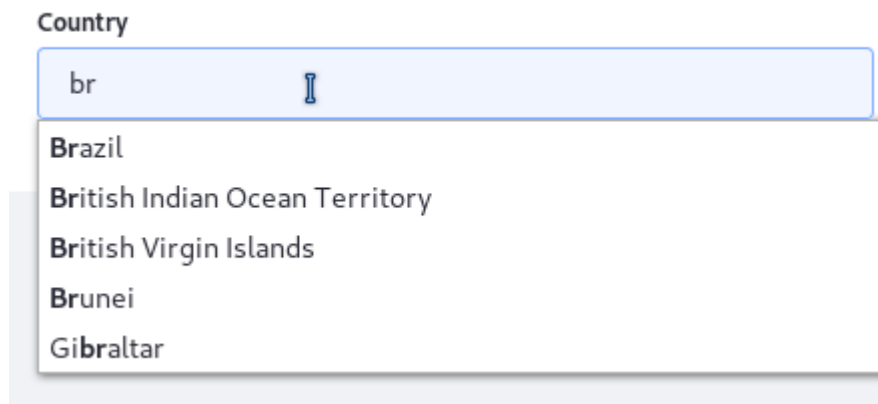 Country
br
Brazil
British Indian Ocean Territory
British Virgin Islands
Brunei
Gibraltar